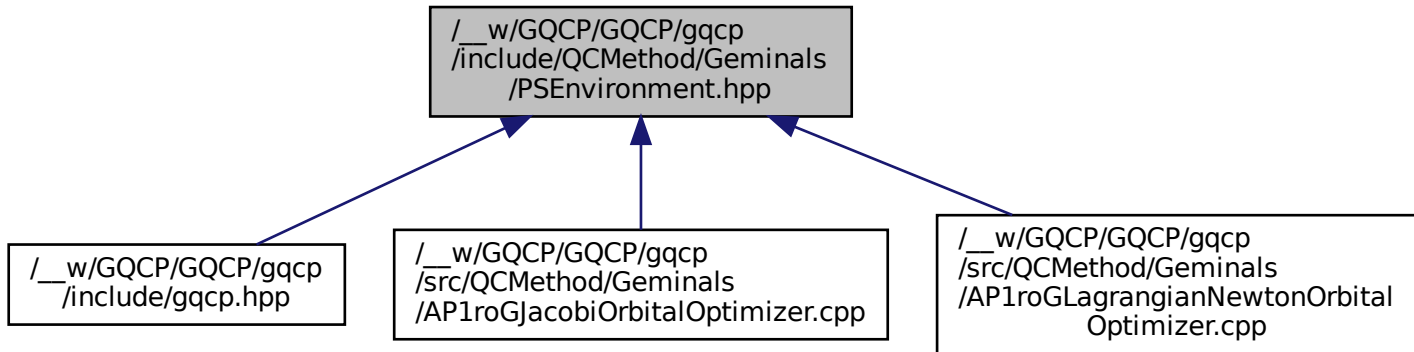 /__w/GQCP/GQCP/gqcp
/include/QCMethod/Geminals
/PSEnvironment.hpp
/__w/GQCP/GQCP/gqcp
/include/gqcp.hpp
/__w/GQCP/GQCP/gqcp
/src/QCMethod/Geminals
/AP1roGJacobiOrbitalOptimizer.cpp
/__w/GQCP/GQCP/gqcp
/src/QCMethod/Geminals
/AP1roGLagrangianNewtonOrbital
Optimizer.cpp